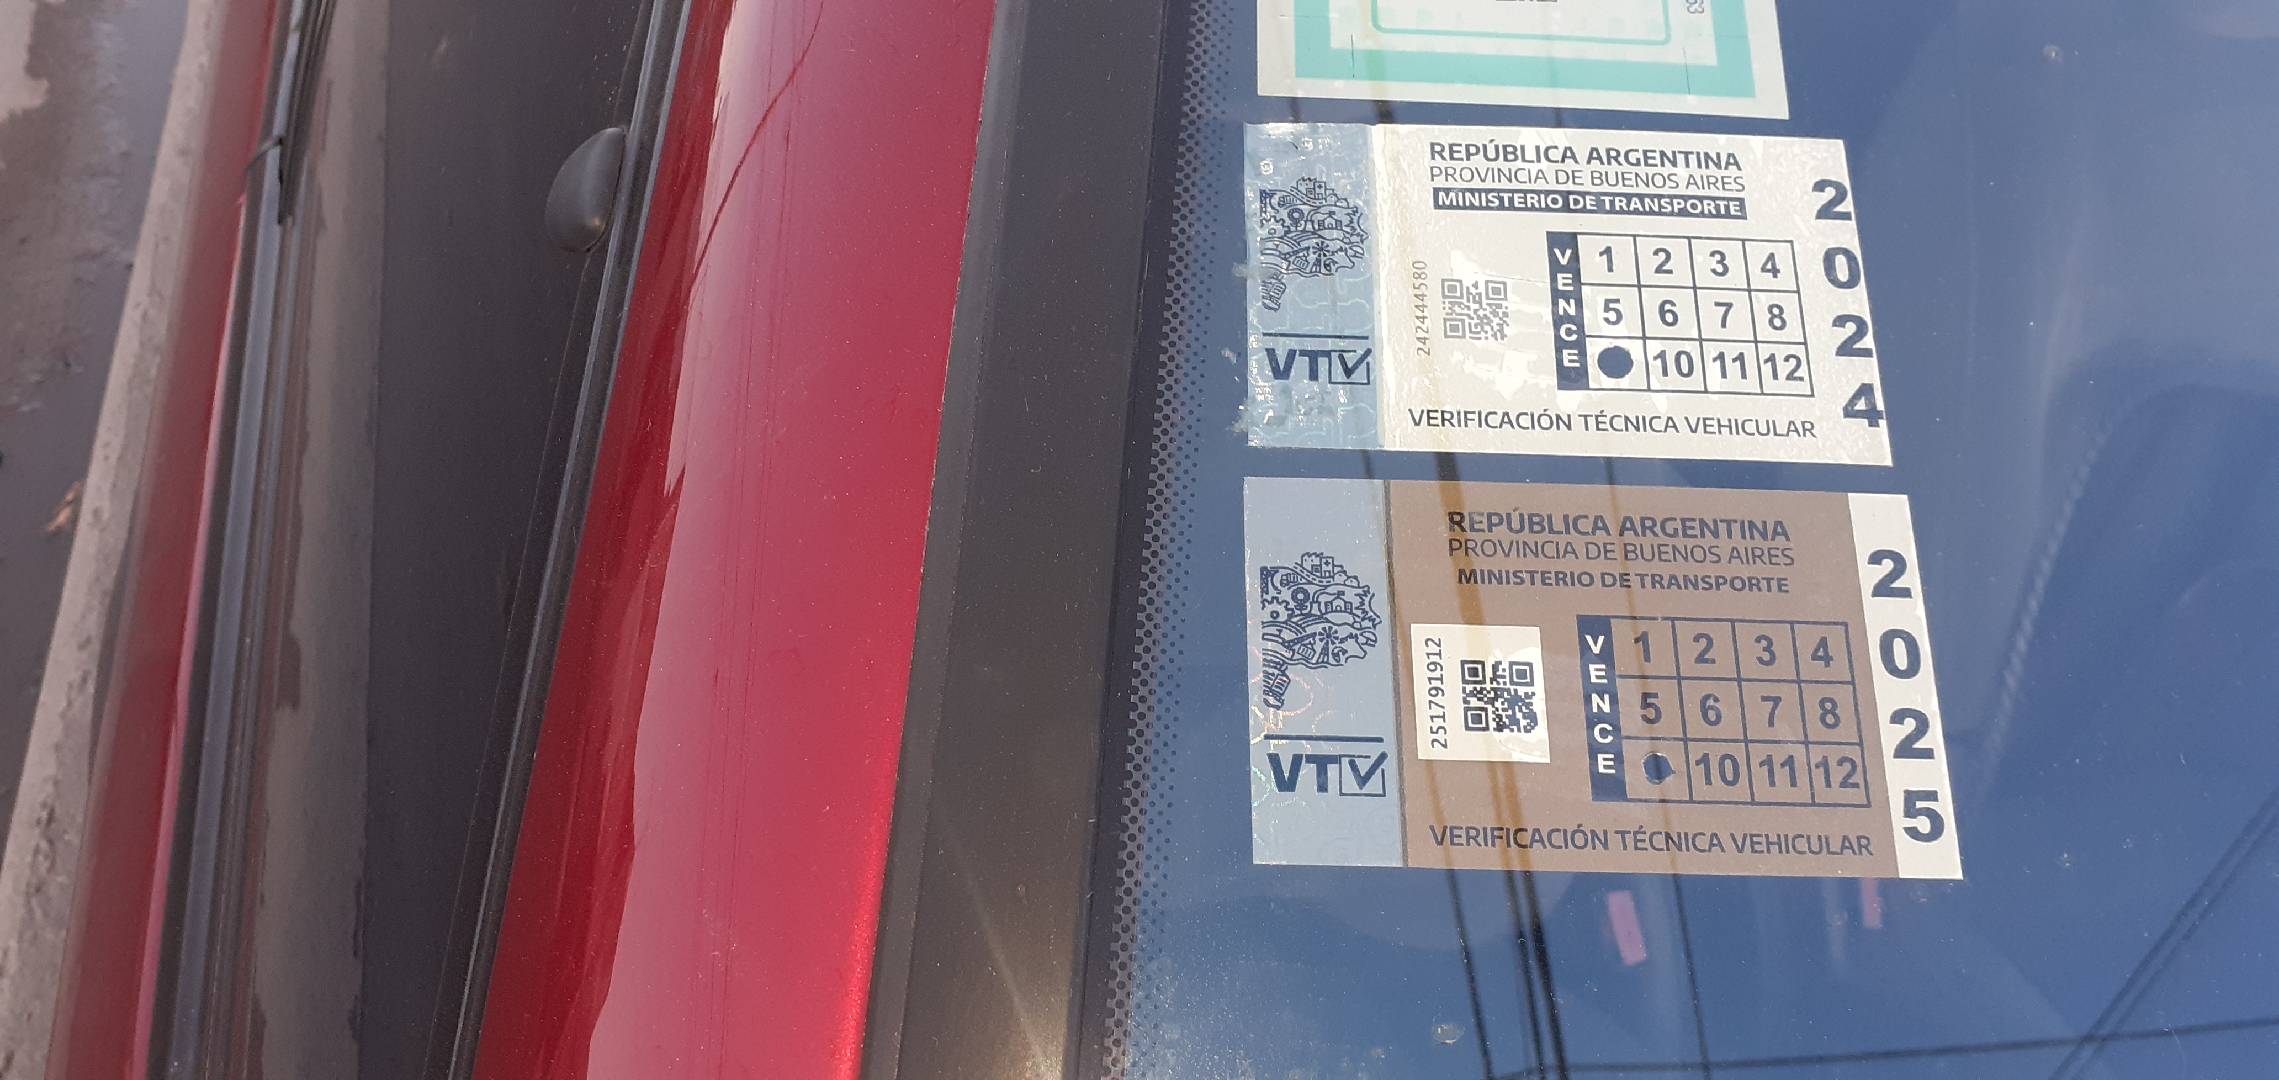 63
REPÚBLICA ARGENTINA
PROVINCIA DE BUENOS AIRES
MINISTERIO DE TRANSPORTE
2024
242444580
VENCE
1 2 3 4
5 6 7 8
10 11 12
VTV
VERIFICACIÓN TÉCNICA VEHICULAR
REPÚBLICA ARGENTINA
PROVINCIA DE BUENOS AIRES
MINISTERIO DE TRANSPORTE
2025
251791912
VENCE
1 2 3 4
5 6 7 8
10 11 12
VTV
VERIFICACIÓN TÉCNICA VEHICULAR